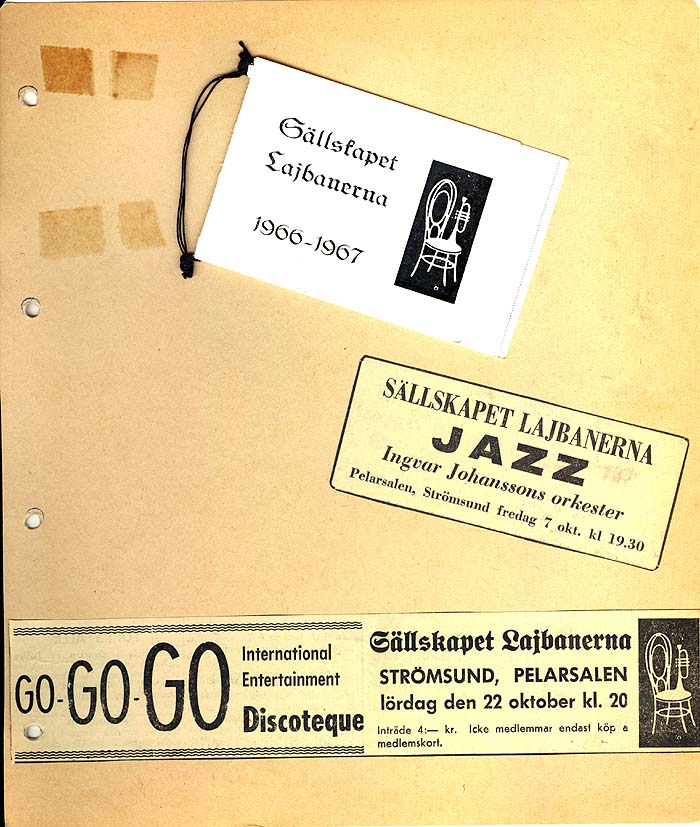 Sällskapet
Lajbanerna
1966-1967
SÄLLSKAPET LAJBANERNA
JAZZ
Ingvar Johanssons orkester
Pelarsalen, Strömsund fredag 7 okt. kl 19.30
GO-GO-GO
International
Entertainment
Discoteque
Sällskapet Lajbanerna
STRÖMSUND, PELARSALEN
lördag den 22 oktober kl. 20
Inträde 4:— kr. Icke medlemmar endast köp a
medlemskort.